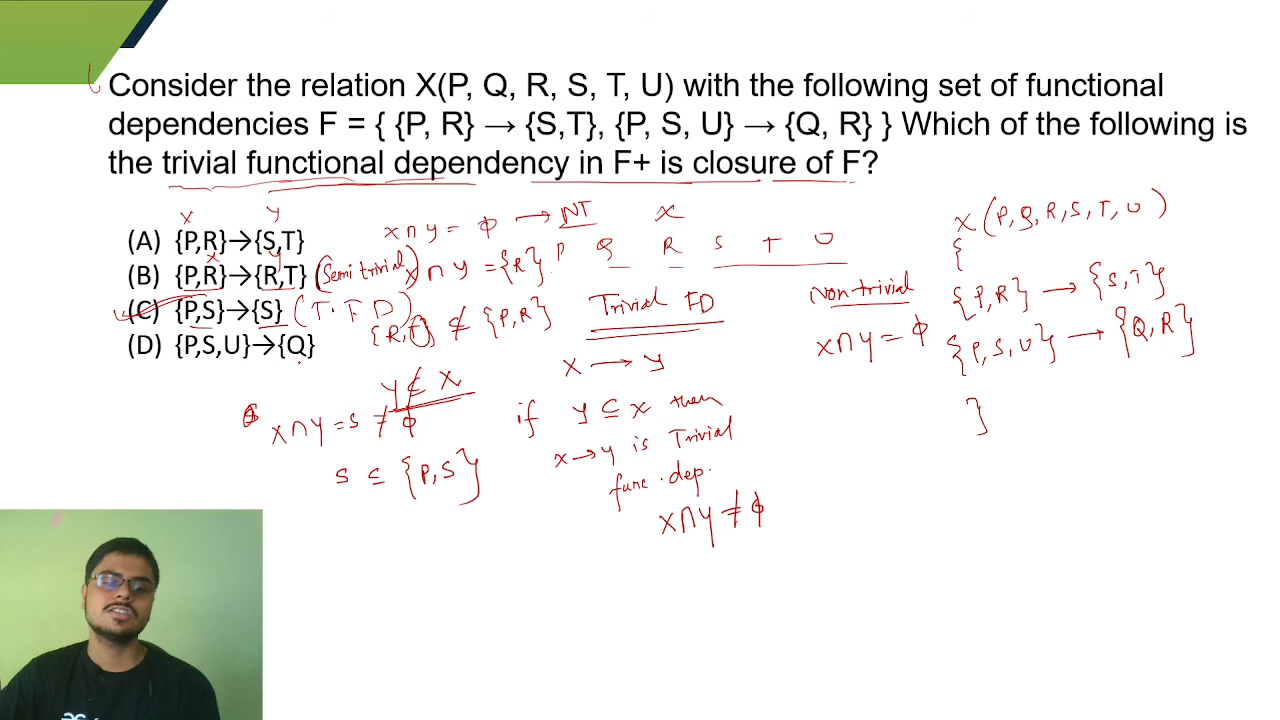 Consider the relation X(P, Q, R, S, T, U) with the following set of functional
dependencies F = { {P, R} → {S,T}, {P, S, U} → {Q, R} } Which of the following is
the trivial functional dependency in F+ is closure of F?
x y
(A) {P,R}→{S,T}
x∩y = ϕ → NT
x y
(B) {P,R}→{R,T} (Semi trivial) x∩y = {R}
(C) {P,S}→{S} (T.F D)
{R,T} ⊄ {P,R}
(D) {P,S,U}→{Q}
y ⊄ x
x∩y = S ≠ ϕ
S ⊆ {P,S}
x
P Q R S T U
Trivial FD
x → y
if y ⊆ x then
x→y is Trivial
func.dep.
x∩y ≠ ϕ
Non trivial
x∩y = ϕ
x (P,Q,R,S,T,U)
{
{P,R} → {S,T}
{P,S,U} → {Q,R}
}